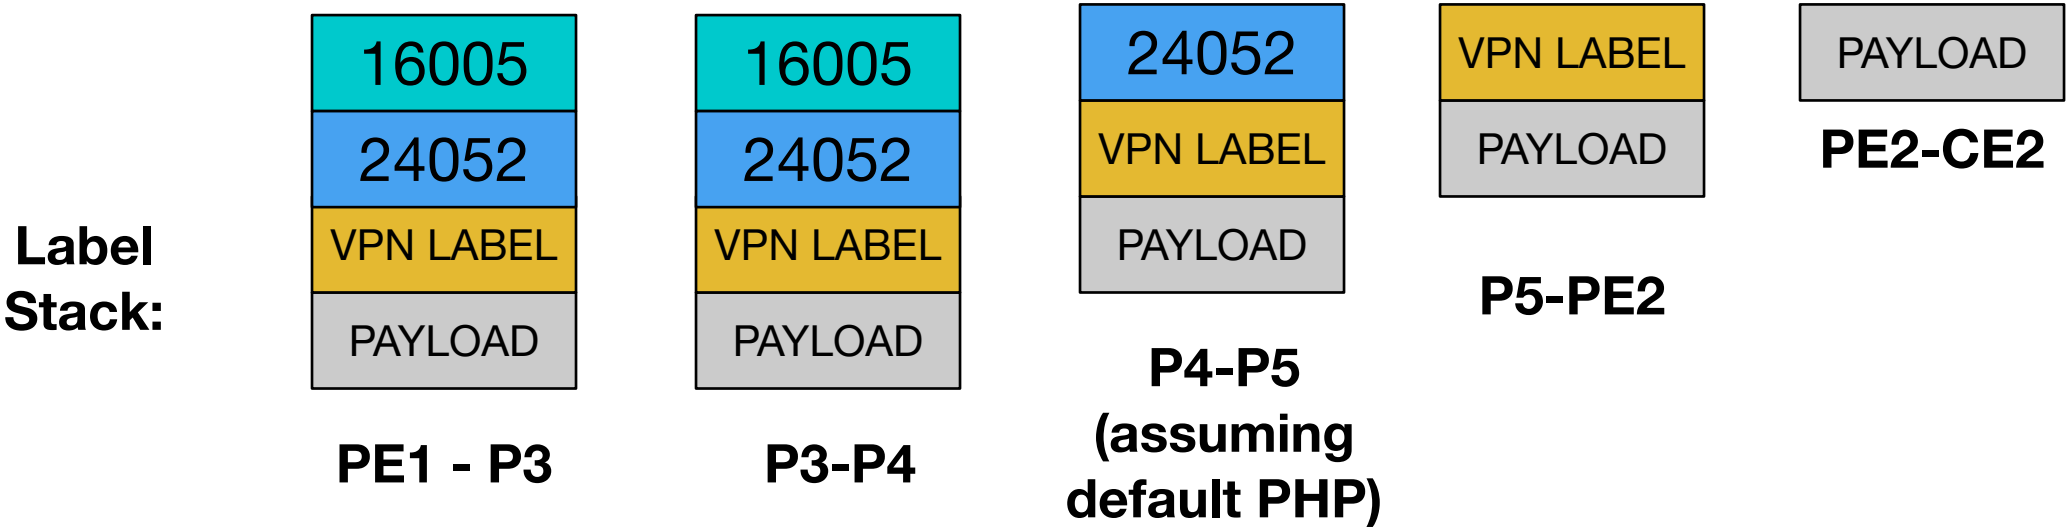 Label
Stack:
16005
24052
VPN LABEL
PAYLOAD
PE1 - P3
16005
24052
VPN LABEL
PAYLOAD
P3-P4
24052
VPN LABEL
PAYLOAD
P4-P5
(assuming
default PHP)
VPN LABEL
PAYLOAD
P5-PE2
PAYLOAD
PE2-CE2